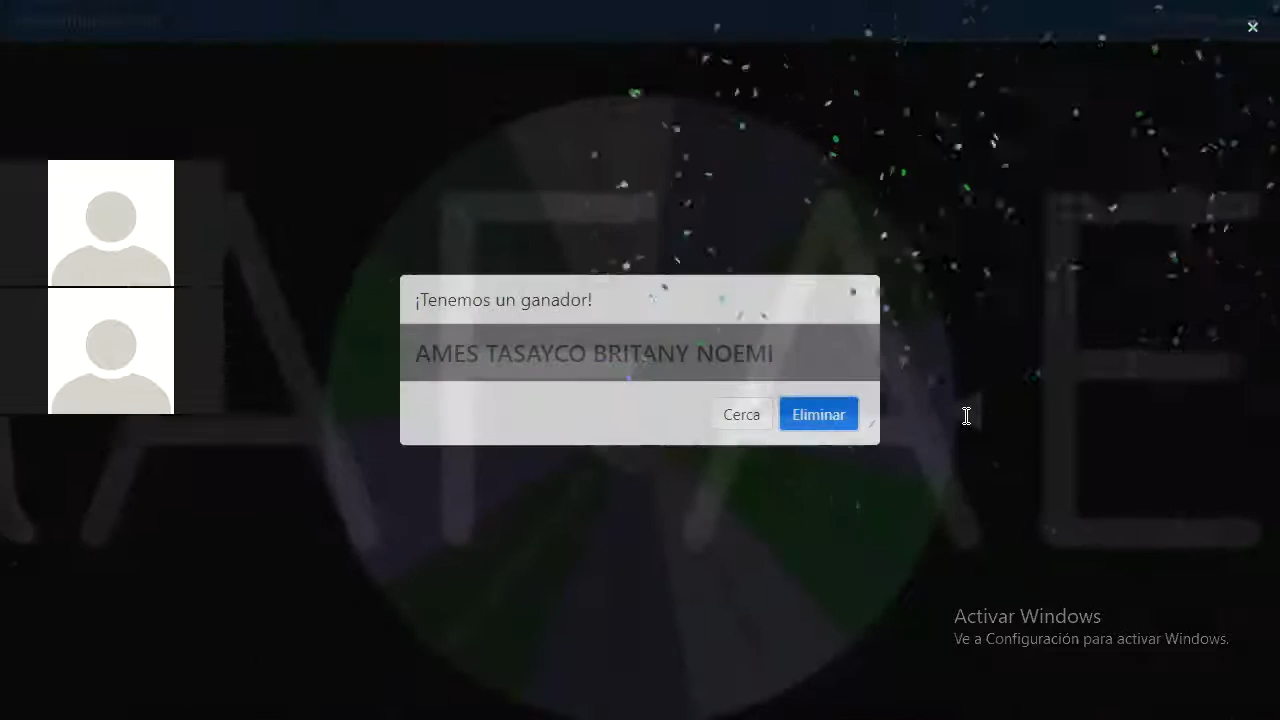 ¡Tenemos un ganador!
AMES TASAYCO BRITANY NOEMI
Cerca
Eliminar
Activar Windows
Ve a Configuración para activar Windows.